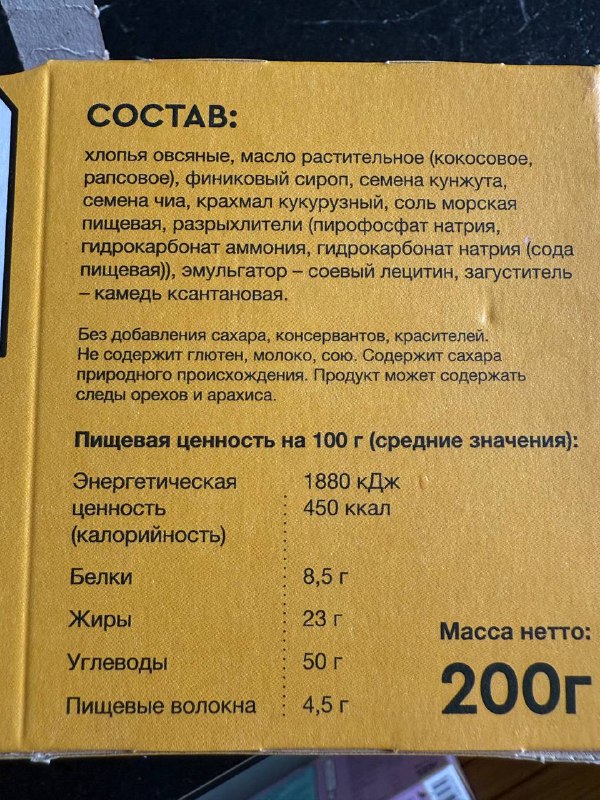 СОСТАВ:
хлопья овсяные, масло растительное (кокосовое,
рапсовое), финиковый сироп, семена кунжута,
семена чиа, крахмал кукурузный, соль морская
пищевая, разрыхлители (пирофосфат натрия,
гидрокарбонат аммония, гидрокарбонат натрия (сода
пищевая)), эмульгатор – соевый лецитин, загуститель
– камедь ксантановая.
Без добавления сахара, консервантов, красителей.
Не содержит глютен, молоко, сою. Содержит сахара
природного происхождения. Продукт может содержать
следы орехов и арахиса.
Пищевая ценность на 100 г (средние значения):
Энергетическая 1880 кДж
ценность 450 ккал
(калорийность)
Белки 8,5 г
Жиры 23 г
Углеводы 50 г
Пищевые волокна 4,5 г
Масса нетто:
200г